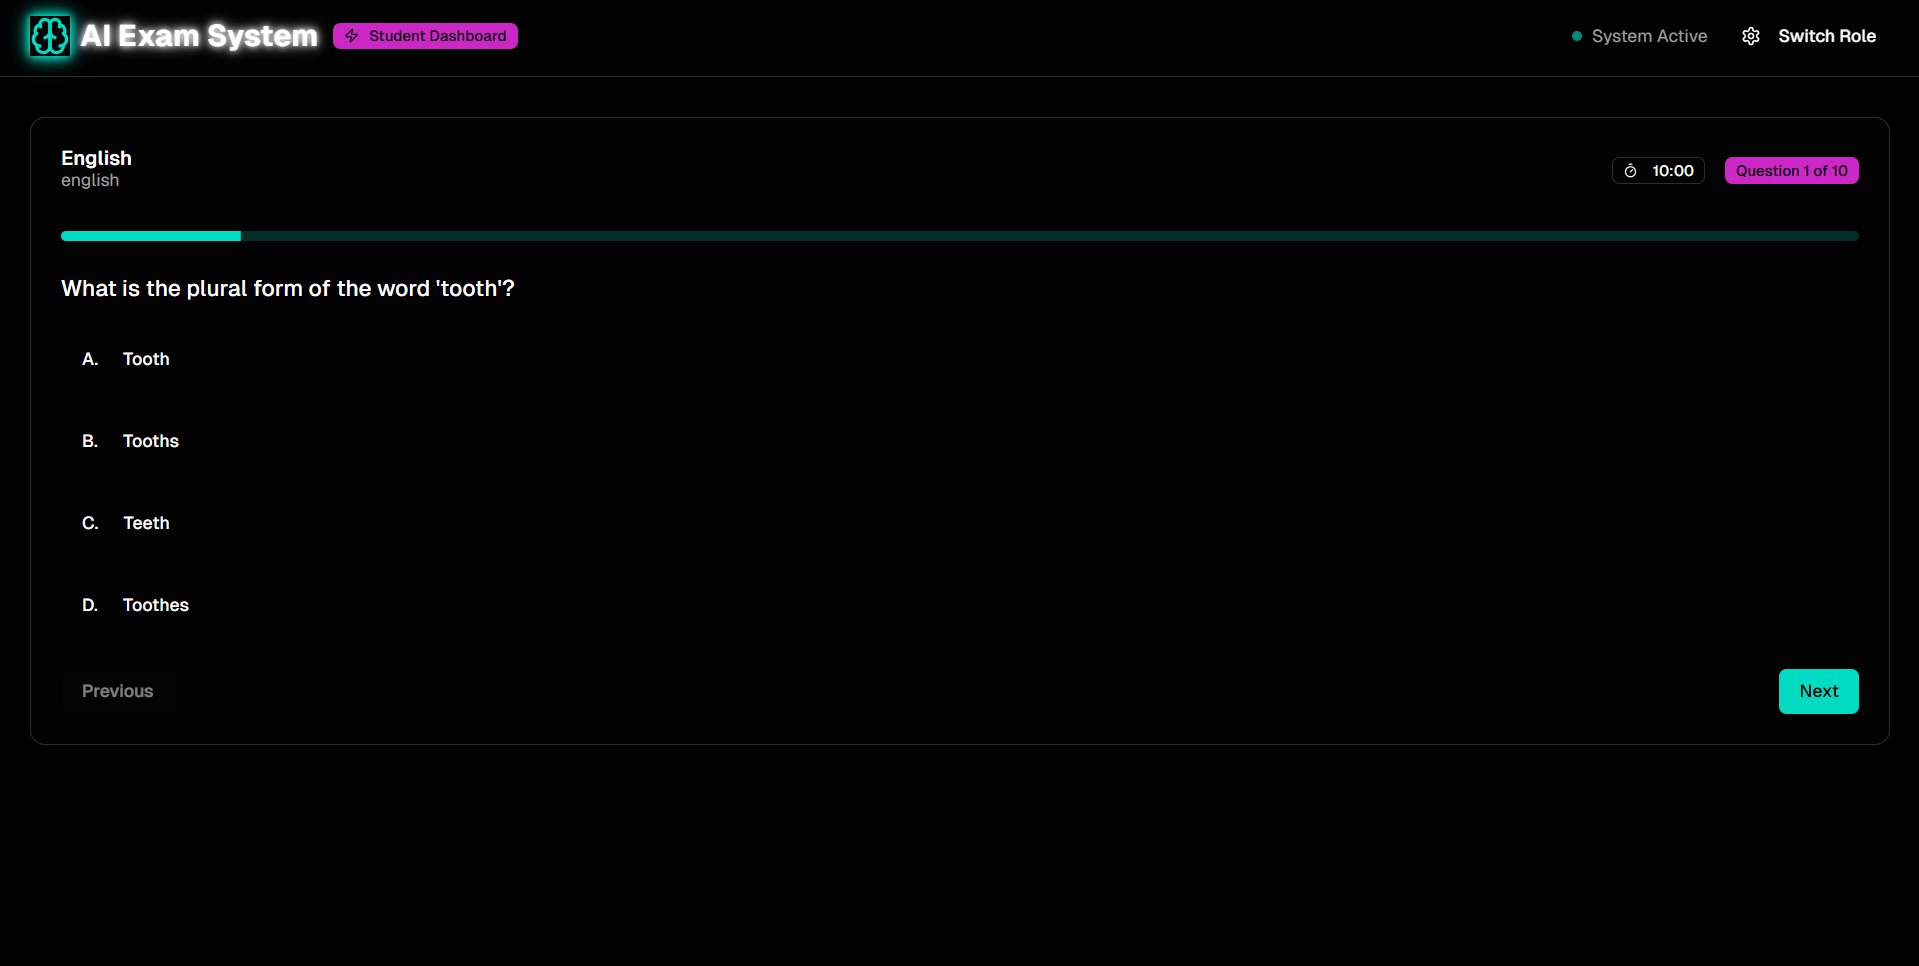 AI Exam System
Student Dashboard
System Active
Switch Role
English
english
10:00
Question 1 of 10
What is the plural form of the word 'tooth'?
A. Tooth
B. Tooths
C. Teeth
D. Toothes
Previous
Next